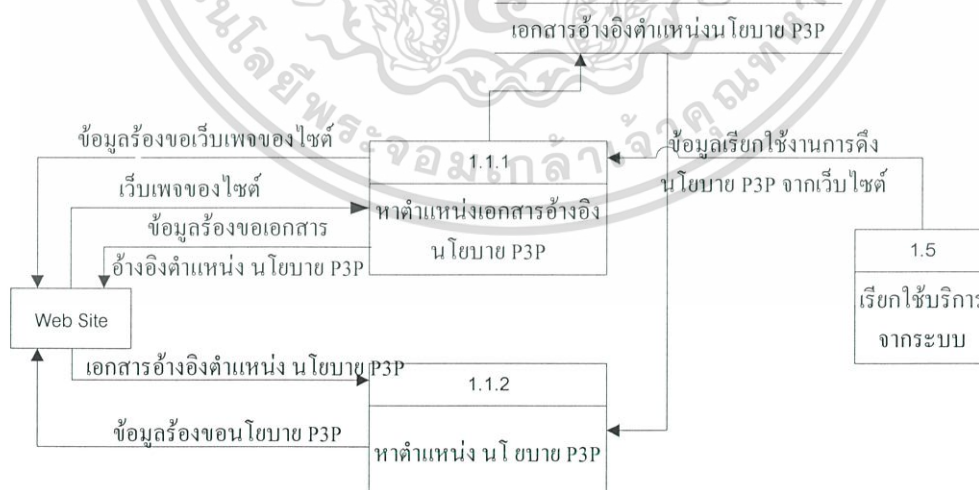 เอกสารอ้างอิงตำแหน่งนโยบาย P3P
ข้อมูลร้องขอเว็บเพจของไซต์
1.1.1
ข้อมูลเรียกใช้งานการดึง
นโยบาย P3P จากเว็บไซต์
เว็บเพจของไซต์
หาตำแหน่งเอกสารอ้างอิง
นโยบาย P3P
ข้อมูลร้องขอเอกสาร
อ้างอิงตำแหน่ง นโยบาย P3P
1.5
เรียกใช้บริการ
จากระบบ
Web Site
เอกสารอ้างอิงตำแหน่ง นโยบาย P3P
1.1.2
ข้อมูลร้องขอนโยบาย P3P
หาตำแหน่ง นโยบาย P3P